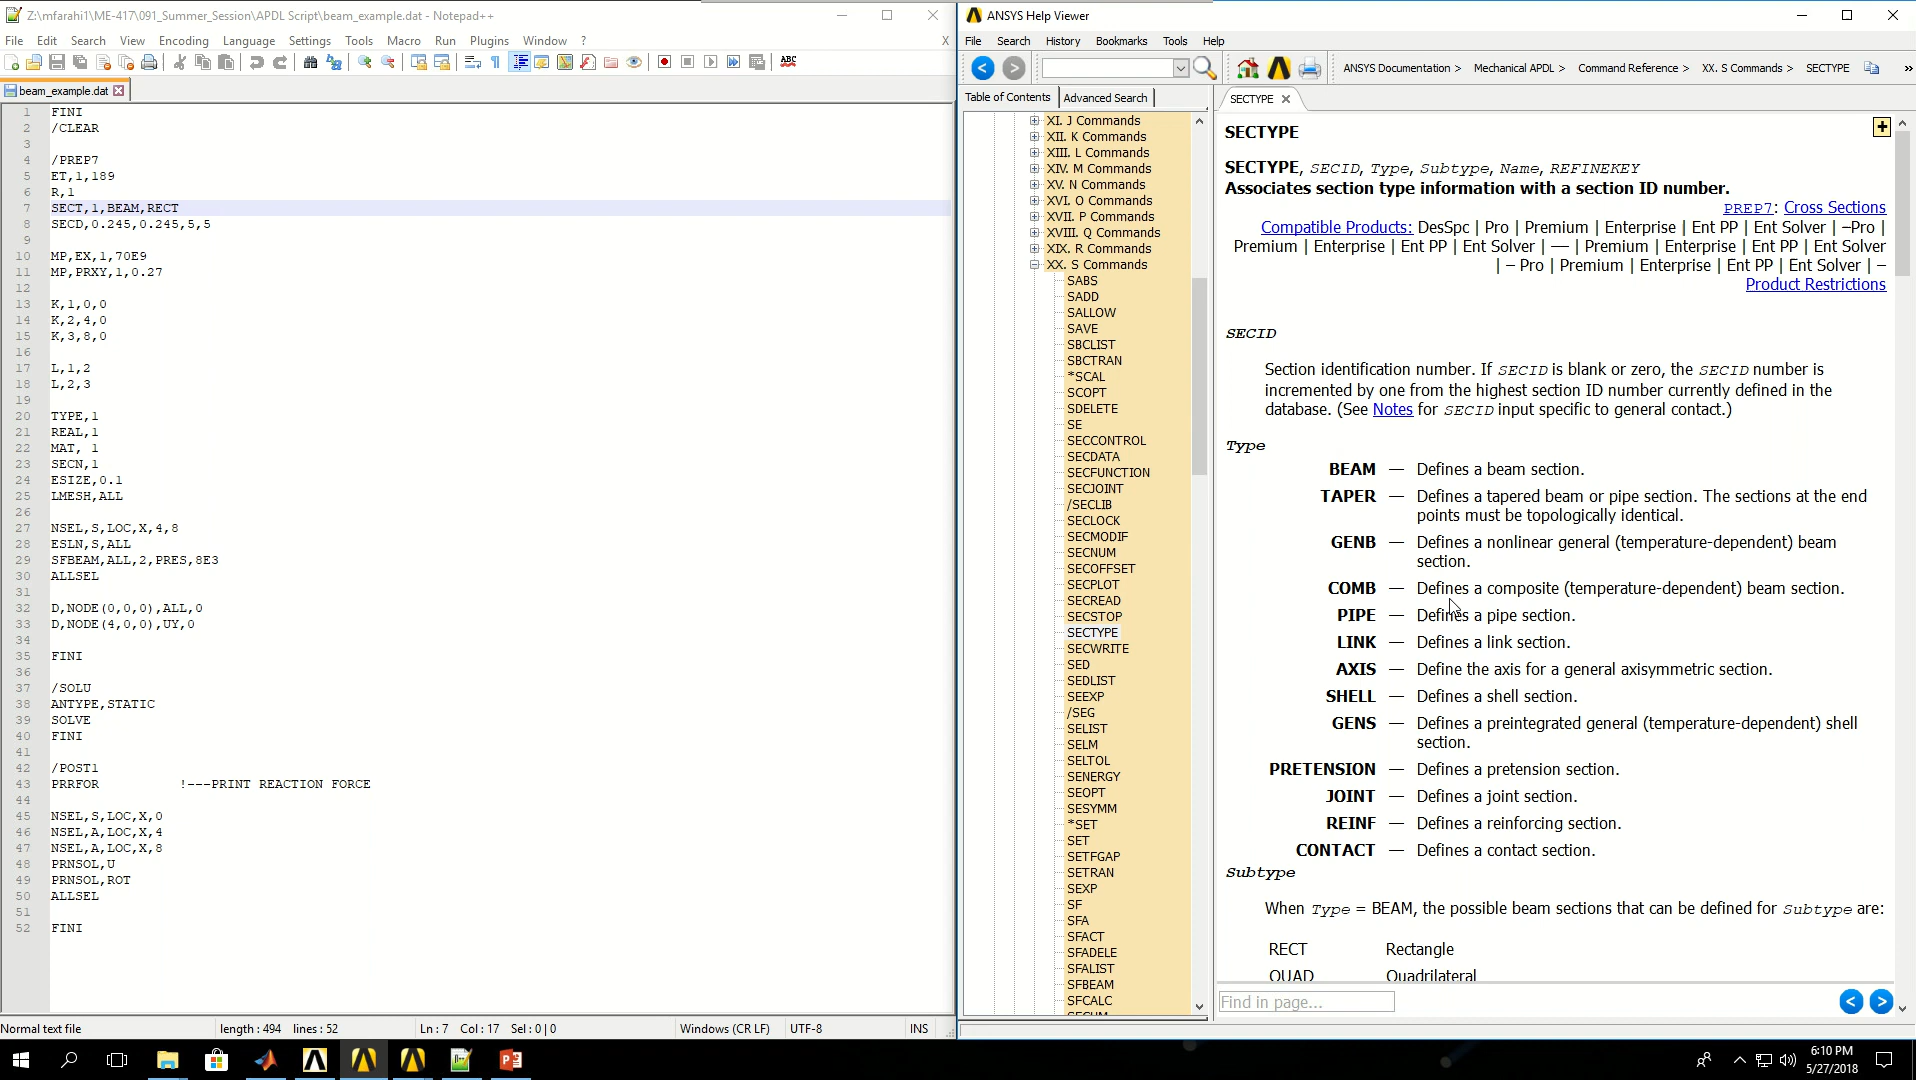 Z:\mfarahi1\ME-417\091_Summer_Session\APDL Script\beam_example.dat - Notepad++
File Edit Search View Encoding Language Settings Tools Macro Run Plugins Window ? X
beam_example.dat
1 FINI
2 /CLEAR
3
4 /PREP7
5 ET,1,189
6 R,1
7 SECT,1,BEAM,RECT
8 SECD,0.245,0.245,5,5
9
10 MP,EX,1,70E9
11 MP,PRXY,1,0.27
12
13 K,1,0,0
14 K,2,4,0
15 K,3,8,0
16
17 L,1,2
18 L,2,3
19
20 TYPE,1
21 REAL,1
22 MAT, 1
23 SECN,1
24 ESIZE,0.1
25 LMESH,ALL
26
27 NSEL,S,LOC,X,4,8
28 ESLN,S,ALL
29 SFBEAM,ALL,2,PRES,8E3
30 ALLSEL
31
32 D,NODE(0,0,0),ALL,0
33 D,NODE(4,0,0),UY,0
34
35 FINI
36
37 /SOLU
38 ANTYPE,STATIC
39 SOLVE
40 FINI
41
42 /POST1
43 PRRFOR !---PRINT REACTION FORCE
44
45 NSEL,S,LOC,X,0
46 NSEL,A,LOC,X,4
47 NSEL,A,LOC,X,8
48 PRNSOL,U
49 PRNSOL,ROT
50 ALLSEL
51
52 FINI
Normal text file length : 494 lines : 52 Ln : 7 Col : 17 Sel : 0 | 0 Windows (CR LF) UTF-8 INS
ANSYS Help Viewer
File Search History Bookmarks Tools Help
ANSYS Documentation > Mechanical APDL > Command Reference > XX. S Commands > SECTYPE »
Table of Contents Advanced Search
XI. J Commands
XII. K Commands
XIII. L Commands
XIV. M Commands
XV. N Commands
XVI. O Commands
XVII. P Commands
XVIII. Q Commands
XIX. R Commands
XX. S Commands
SABS
SADD
SALLOW
SAVE
SBCLIST
SBCTRAN
*SCAL
SCOPT
SDELETE
SE
SECCONTROL
SECDATA
SECFUNCTION
SECJOINT
/SECLIB
SECLOCK
SECMODIF
SECNUM
SECOFFSET
SECPLOT
SECREAD
SECSTOP
SECTYPE
SECWRITE
SED
SEDLIST
SEEXP
/SEG
SELIST
SELM
SELTOL
SENERGY
SEOPT
SESYMM
*SET
SET
SETFGAP
SETRAN
SEXP
SF
SFA
SFACT
SFADELE
SFALIST
SFBEAM
SFCALC
SECTYPE
SECTYPE
SECTYPE, SECID, Type, Subtype, Name, REFINEKEY
Associates section type information with a section ID number.
PREP7: Cross Sections
Compatible Products: DesSpc | Pro | Premium | Enterprise | Ent PP | Ent Solver | –Pro |
Premium | Enterprise | Ent PP | Ent Solver | –– | Premium | Enterprise | Ent PP | Ent Solver
| – Pro | Premium | Enterprise | Ent PP | Ent Solver | –
Product Restrictions
SECID
Section identification number. If SECID is blank or zero, the SECID number is
incremented by one from the highest section ID number currently defined in the
database. (See Notes for SECID input specific to general contact.)
Type
BEAM — Defines a beam section.
TAPER — Defines a tapered beam or pipe section. The sections at the end
points must be topologically identical.
GENB — Defines a nonlinear general (temperature-dependent) beam
section.
COMB — Defines a composite (temperature-dependent) beam section.
PIPE — Defines a pipe section.
LINK — Defines a link section.
AXIS — Define the axis for a general axisymmetric section.
SHELL — Defines a shell section.
GENS — Defines a preintegrated general (temperature-dependent) shell
section.
PRETENSION — Defines a pretension section.
JOINT — Defines a joint section.
REINF — Defines a reinforcing section.
CONTACT — Defines a contact section.
Subtype
When Type = BEAM, the possible beam sections that can be defined for Subtype are:
RECT Rectangle
QUAD Quadrilateral
Find in page...
6:10 PM
5/27/2018